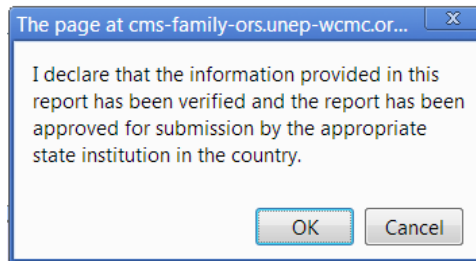 The page at cms-family-ors.unep-wcmc.or...
x
I declare that the information provided in this
report has been verified and the report has been
approved for submission by the appropriate
state institution in the country.
OK
Cancel